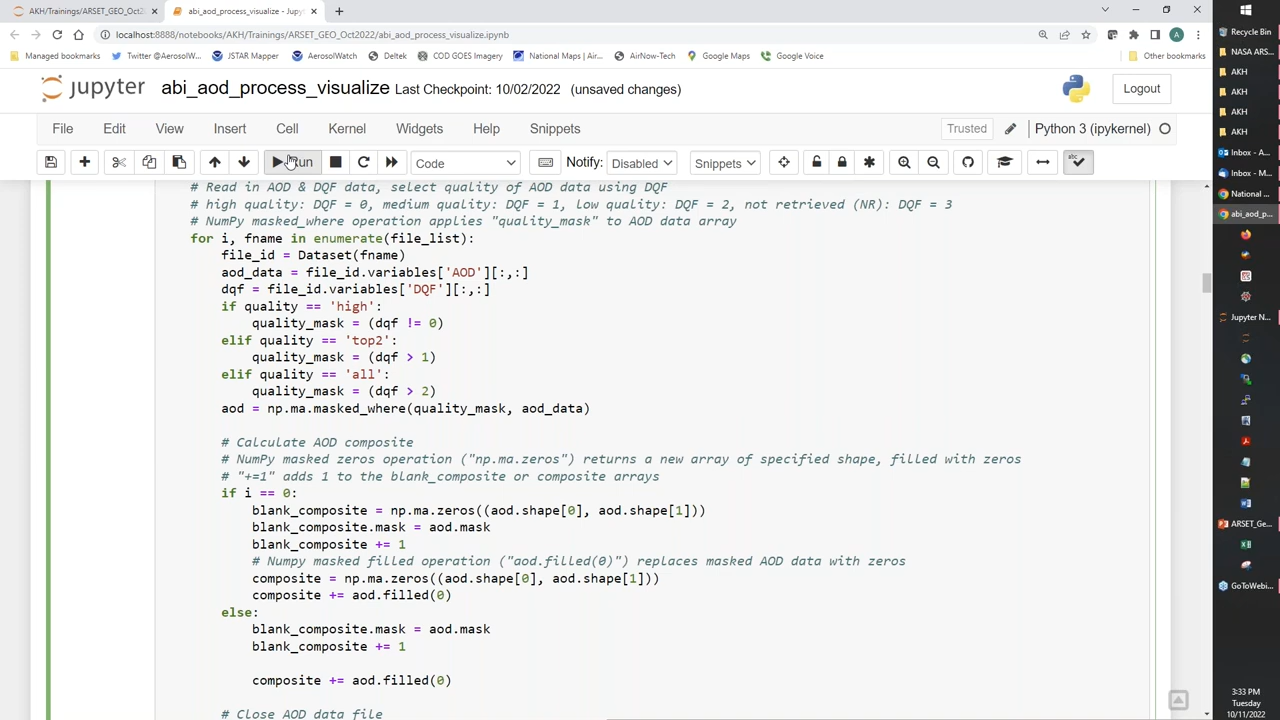 AKH/Trainings/ARSET_GEO_Oct2
abi_aod_process_visualize - Jupyt
localhost:8888/notebooks/AKH/Trainings/ARSET_GEO_Oct2022/abi_aod_process_visualize.ipynb
Managed bookmarks Twitter @AerosolW... JSTAR Mapper AerosolWatch Deltek COD GOES Imagery National Maps | Air... AirNow-Tech Google Maps Google Voice Other bookmarks
jupyter abi_aod_process_visualize Last Checkpoint: 10/02/2022 (unsaved changes) Logout
File Edit View Insert Cell Kernel Widgets Help Snippets Trusted Python 3 (ipykernel)
Run Code Notify: Disabled Snippets abc
# Read in AOD & DQF data, select quality of AOD data using DQF
# high quality: DQF = 0, medium quality: DQF = 1, low quality: DQF = 2, not retrieved (NR): DQF = 3
# NumPy masked_where operation applies "quality_mask" to AOD data array
for i, fname in enumerate(file_list):
file_id = Dataset(fname)
aod_data = file_id.variables['AOD'][:,:]
dqf = file_id.variables['DQF'][:,:]
if quality == 'high':
quality_mask = (dqf != 0)
elif quality == 'top2':
quality_mask = (dqf > 1)
elif quality == 'all':
quality_mask = (dqf > 2)
aod = np.ma.masked_where(quality_mask, aod_data)
# Calculate AOD composite
# NumPy masked zeros operation ("np.ma.zeros") returns a new array of specified shape, filled with zeros
# "+=1" adds 1 to the blank_composite or composite arrays
if i == 0:
blank_composite = np.ma.zeros((aod.shape[0], aod.shape[1]))
blank_composite.mask = aod.mask
blank_composite += 1
# Numpy masked filled operation ("aod.filled(0)") replaces masked AOD data with zeros
composite = np.ma.zeros((aod.shape[0], aod.shape[1]))
composite += aod.filled(0)
else:
blank_composite.mask = aod.mask
blank_composite += 1
composite += aod.filled(0)
# Close AOD data file
Recycle Bin
NASA ARS...
AKH
AKH
AKH
AKH
Inbox - A...
Inbox - M...
National ...
abi_aod_p...
Jupyter N...
ARSET_Ge...
GoToWebi...
3:33 PM
Tuesday
10/11/2022